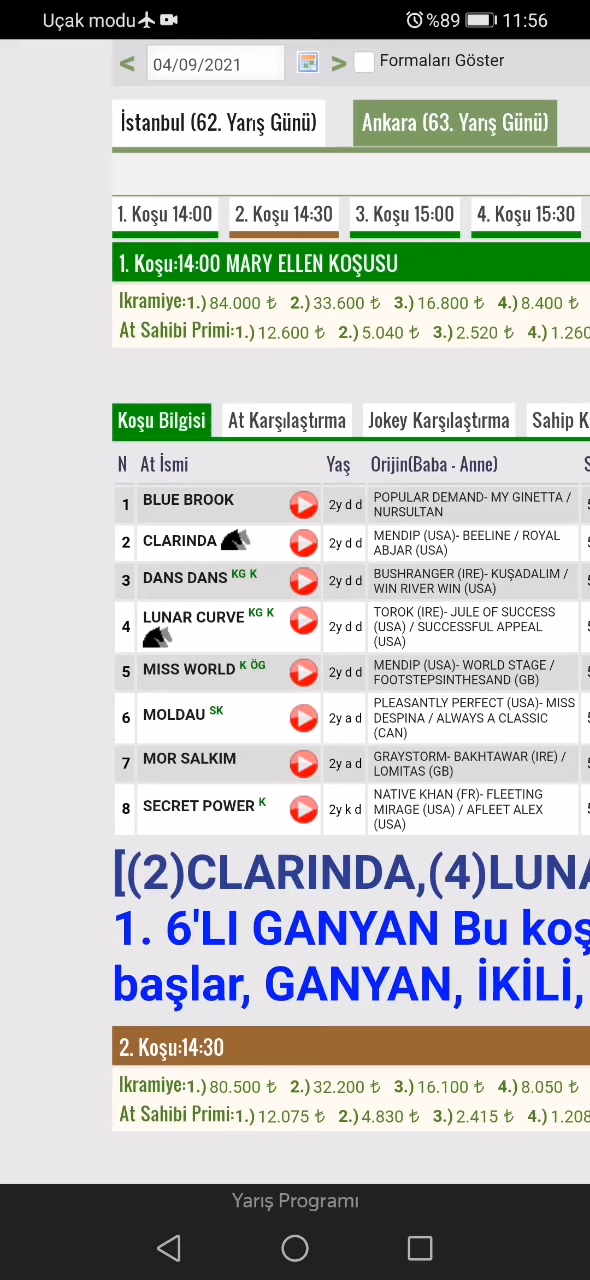 Uçak modu %89 11:56
04/09/2021 Formaları Göster
İstanbul (62. Yarış Günü) Ankara (63. Yarış Günü)
1. Koşu 14:00 2. Koşu 14:30 3. Koşu 15:00 4. Koşu 15:30
1. Koşu:14:00 MARY ELLEN KOŞUSU
Ikramiye:1.) 84.000 ₺ 2.) 33.600 ₺ 3.) 16.800 ₺ 4.) 8.400 ₺
At Sahibi Primi:1.) 12.600 ₺ 2.) 5.040 ₺ 3.) 2.520 ₺ 4.) 1.260
Koşu Bilgisi At Karşılaştırma Jokey Karşılaştırma Sahip K
N At İsmi Yaş Orijin(Baba - Anne)
1 BLUE BROOK 2y d d POPULAR DEMAND- MY GINETTA /
NURSULTAN
2 CLARINDA 2y d d MENDIP (USA)- BEELINE / ROYAL
ABJAR (USA)
3 DANS DANS KG K 2y d d BUSHRANGER (IRE)- KUŞADALIM /
WIN RIVER WIN (USA)
4 LUNAR CURVE KG K 2y d d TOROK (IRE)- JULE OF SUCCESS
(USA) / SUCCESSFUL APPEAL
(USA)
5 MISS WORLD K ÖG 2y d d MENDIP (USA)- WORLD STAGE /
FOOTSTEPSINTHESAND (GB)
6 MOLDAU SK 2y a d PLEASANTLY PERFECT (USA)- MISS
DESPINA / ALWAYS A CLASSIC
(CAN)
7 MOR SALKIM 2y a d GRAYSTORM- BAKHTAWAR (IRE) /
LOMITAS (GB)
8 SECRET POWER K 2y k d NATIVE KHAN (FR)- FLEETING
MIRAGE (USA) / AFLEET ALEX
(USA)
[(2)CLARINDA,(4)LUNA
1. 6'LI GANYAN Bu koş
başlar, GANYAN, İKİLİ,
2. Koşu:14:30
Ikramiye:1.) 80.500 ₺ 2.) 32.200 ₺ 3.) 16.100 ₺ 4.) 8.050 ₺
At Sahibi Primi:1.) 12.075 ₺ 2.) 4.830 ₺ 3.) 2.415 ₺ 4.) 1.208
Yarış Programı